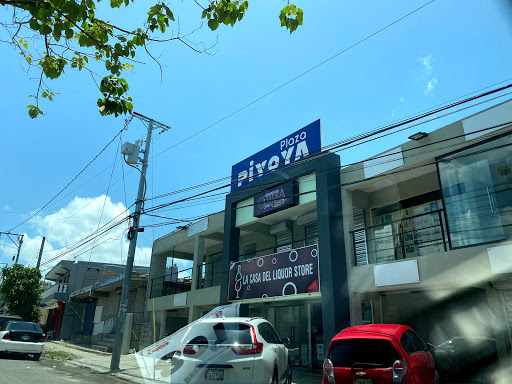 Plaza
PiYOYA
LA CASA DEL LIQUOR STORE